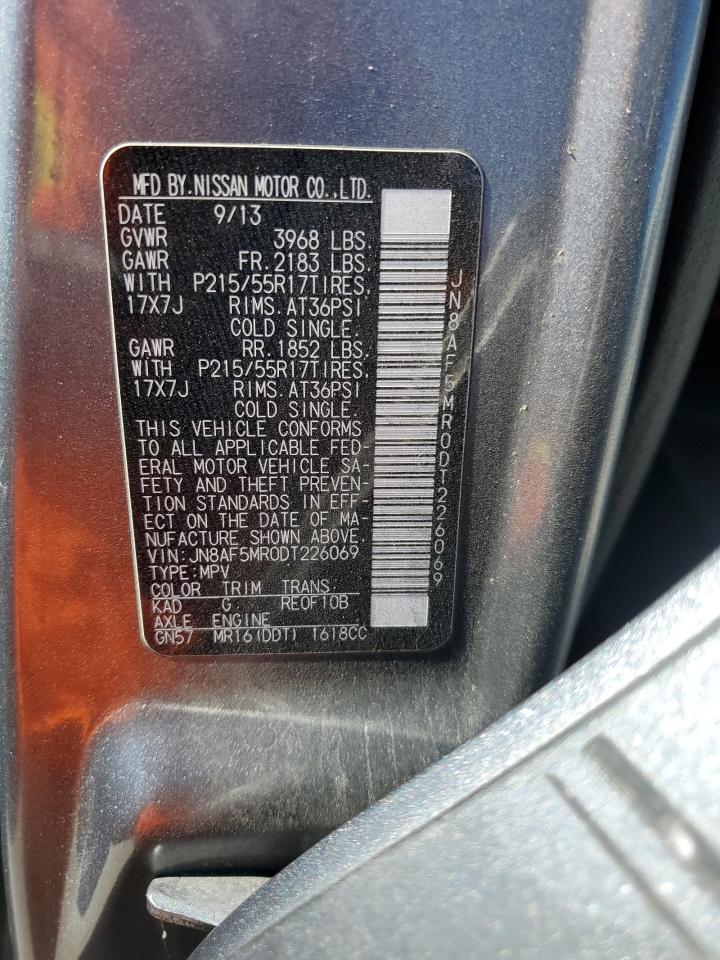 MFD BY.NISSAN MOTOR CO.,LTD.
DATE 9/13
GVWR 3968 LBS.
GAWR FR.2183 LBS.
WITH P215/55R17TIRES,
17X7J RIMS.AT36PSI
COLD SINGLE.
GAWR RR.1852 LBS.
WITH P215/55R17TIRES,
17X7J RIMS.AT36PSI
COLD SINGLE.
THIS VEHICLE CONFORMS
TO ALL APPLICABLE FED-
ERAL MOTOR VEHICLE SA-
FETY AND THEFT PREVEN-
TION STANDARDS IN EFF-
ECT ON THE DATE OF MA-
NUFACTURE SHOWN ABOVE.
VIN:JN8AF5MR0DT226069
TYPE:MPV
COLOR TRIM TRANS
KAD G REOF10B
AXLE ENGINE
GN57 MR16(DDT) 1618CC
JN8AF5MR0DT226069